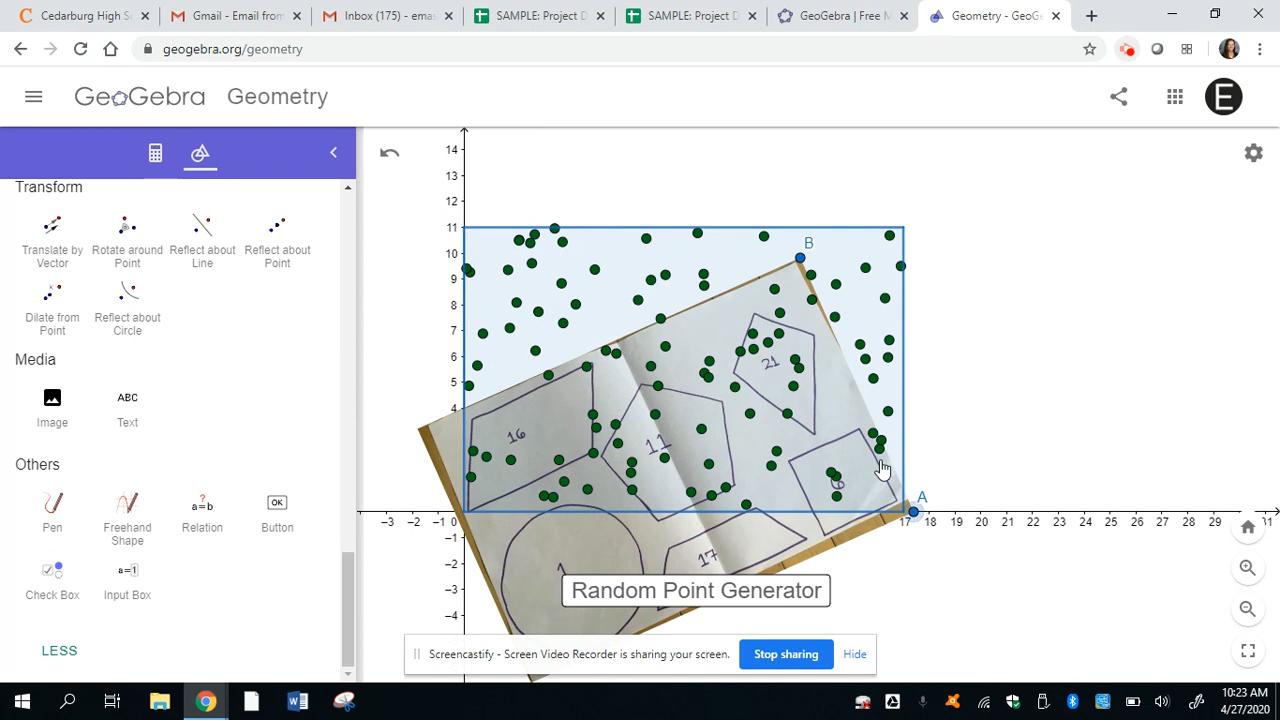 Cedarburg High S
Gmail - Email from
Inbox (175) - emas
SAMPLE: Project D
SAMPLE: Project D
GeoGebra | Free M
Geometry - GeoGe
geogebra.org/geometry
GeoGebra Geometry
E
Transform
Translate by Vector
Rotate around Point
Reflect about Line
Reflect about Point
Dilate from Point
Reflect about Circle
Media
Image
ABC
Text
Others
Pen
Freehand Shape
a=b
Relation
OK
Button
Check Box
a=1
Input Box
LESS
14
13
12
11
10
9
8
7
6
5
4
−1
−2
−3
−4
−3 −2 −1 0 17 18 19 20 21 22 23 24 25 26 27 28 29 31
B
A
16
11
21
6
1
17
Random Point Generator
Screencastify - Screen Video Recorder is sharing your screen.
Stop sharing
Hide
10:23 AM
4/27/2020